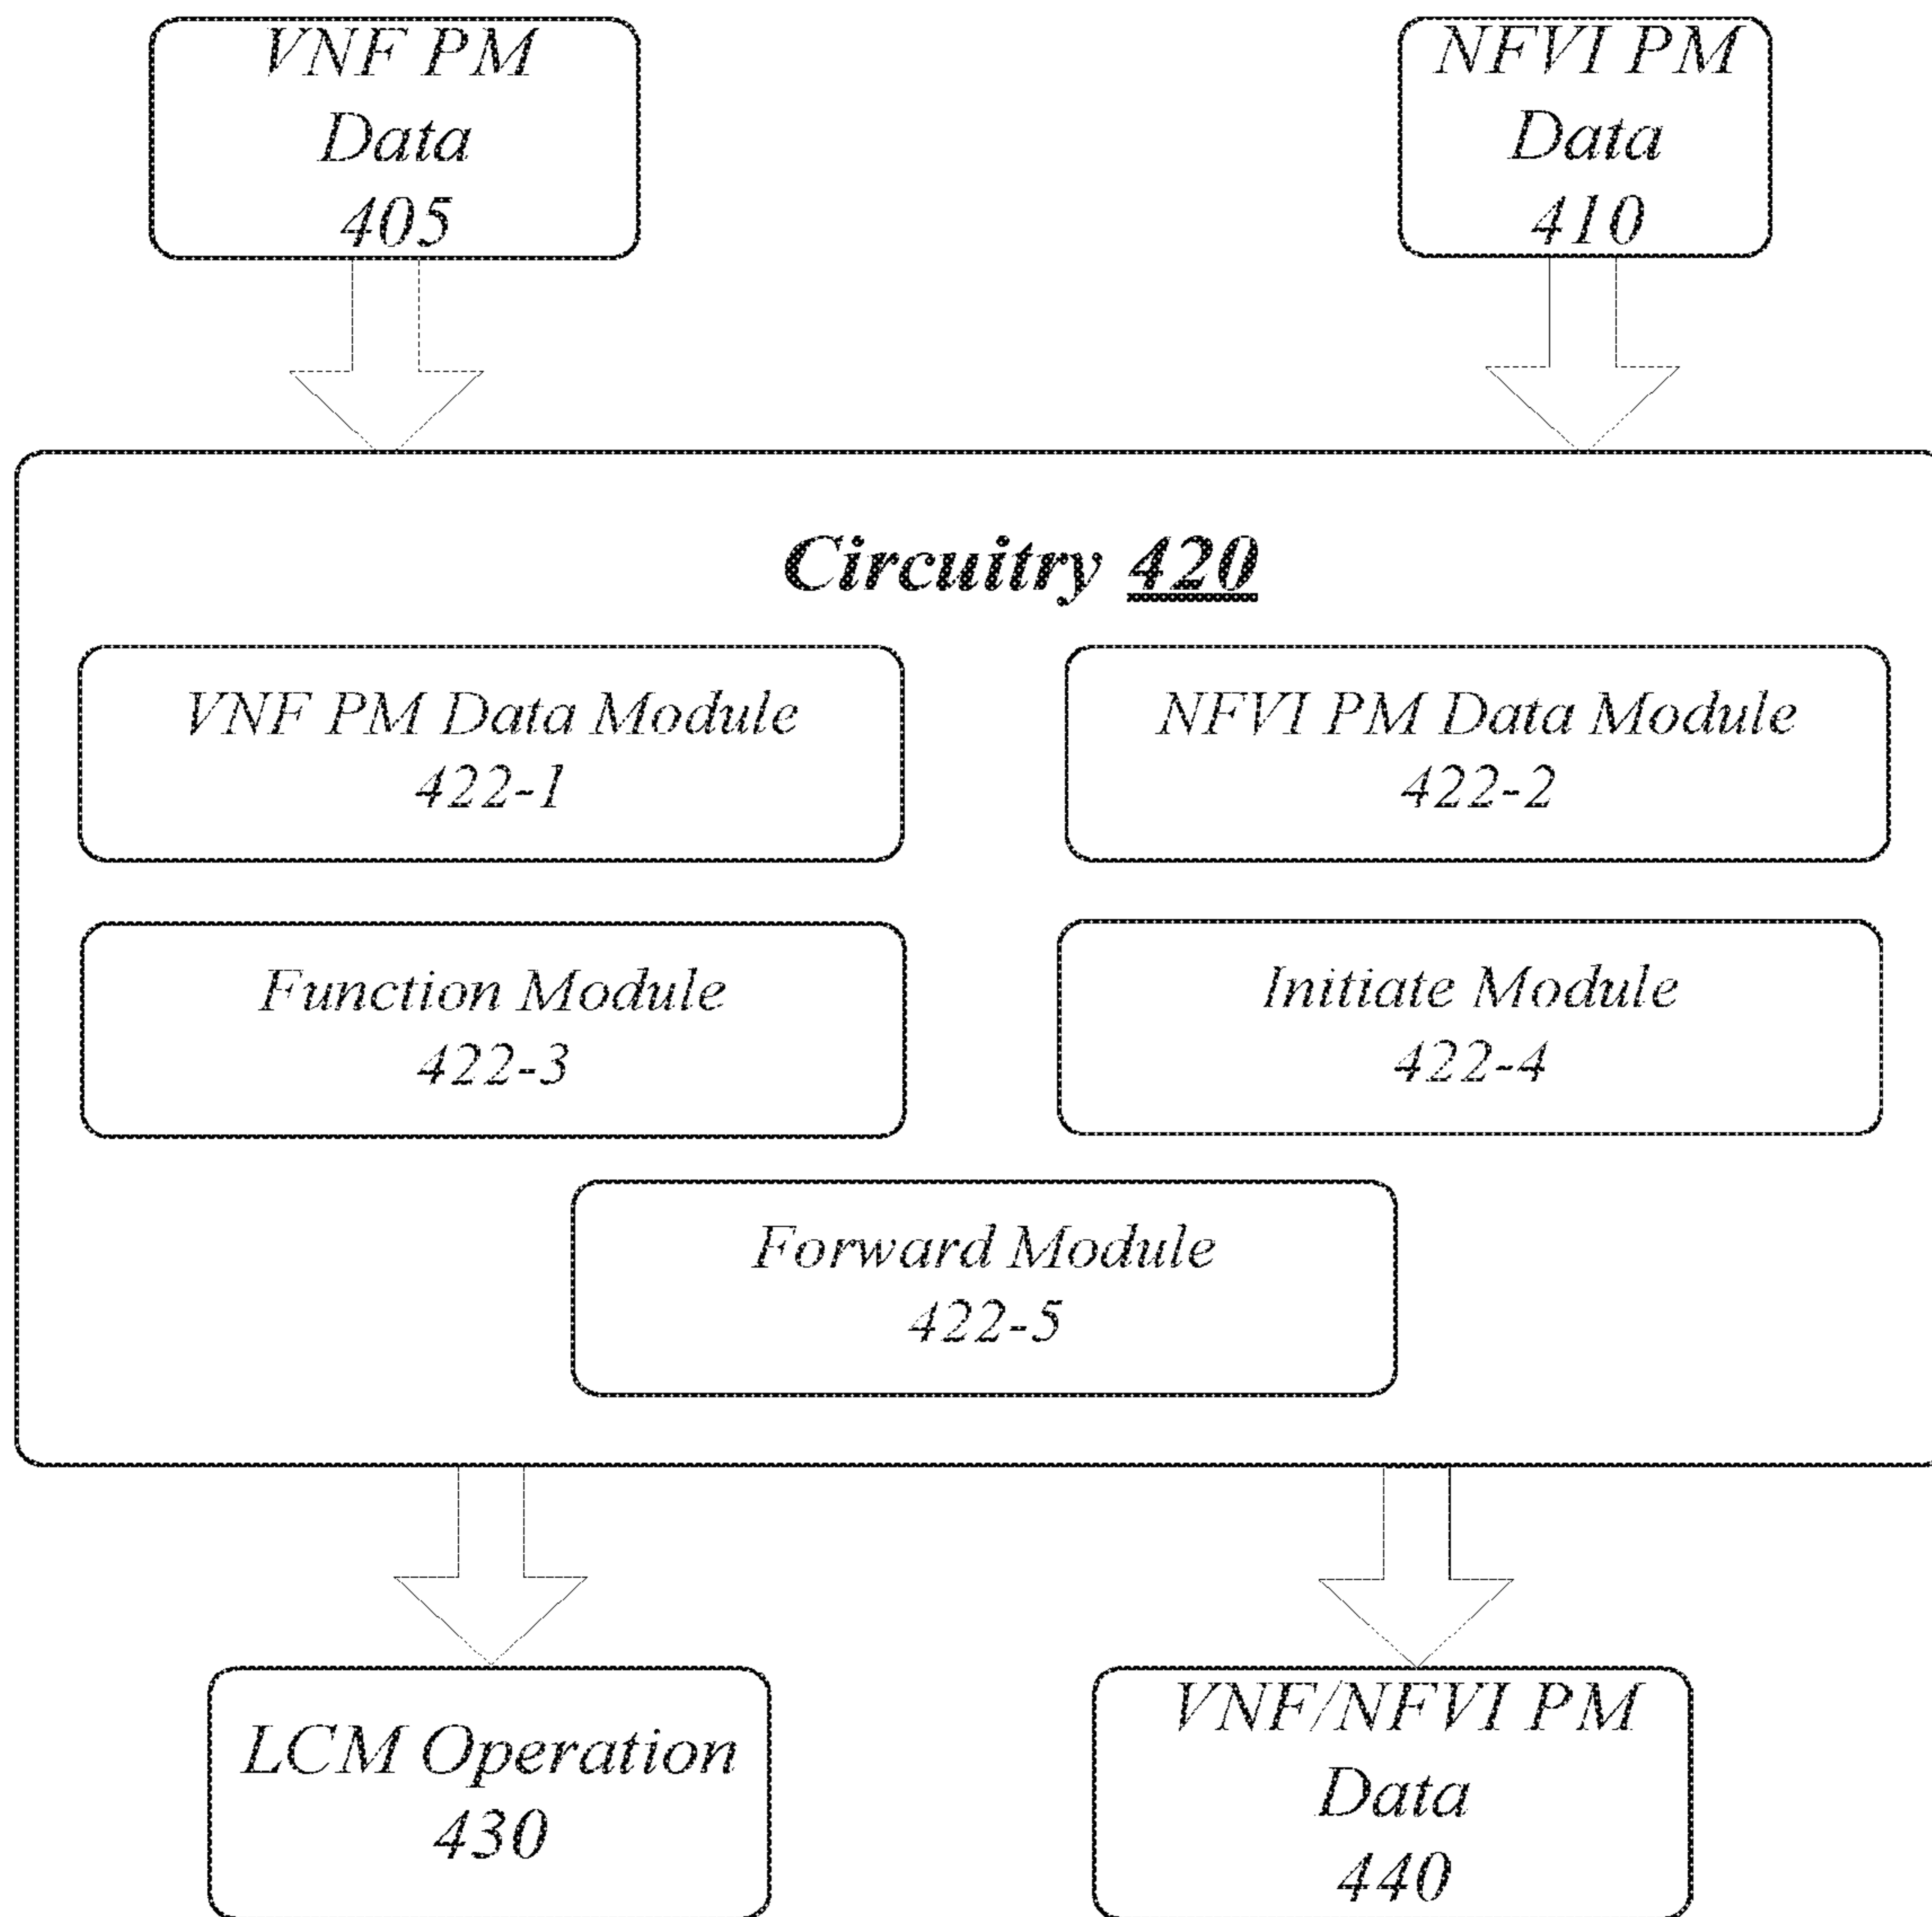 VNF PM
Data
405
NFVI PM
Data
410
Circuitry 420
VNF PM Data Module
422-1
NFVI PM Data Module
422-2
Function Module
422-3
Initiate Module
422-4
Forward Module
422-5
LCM Operation
430
VNF/NFVI PM
Data
440